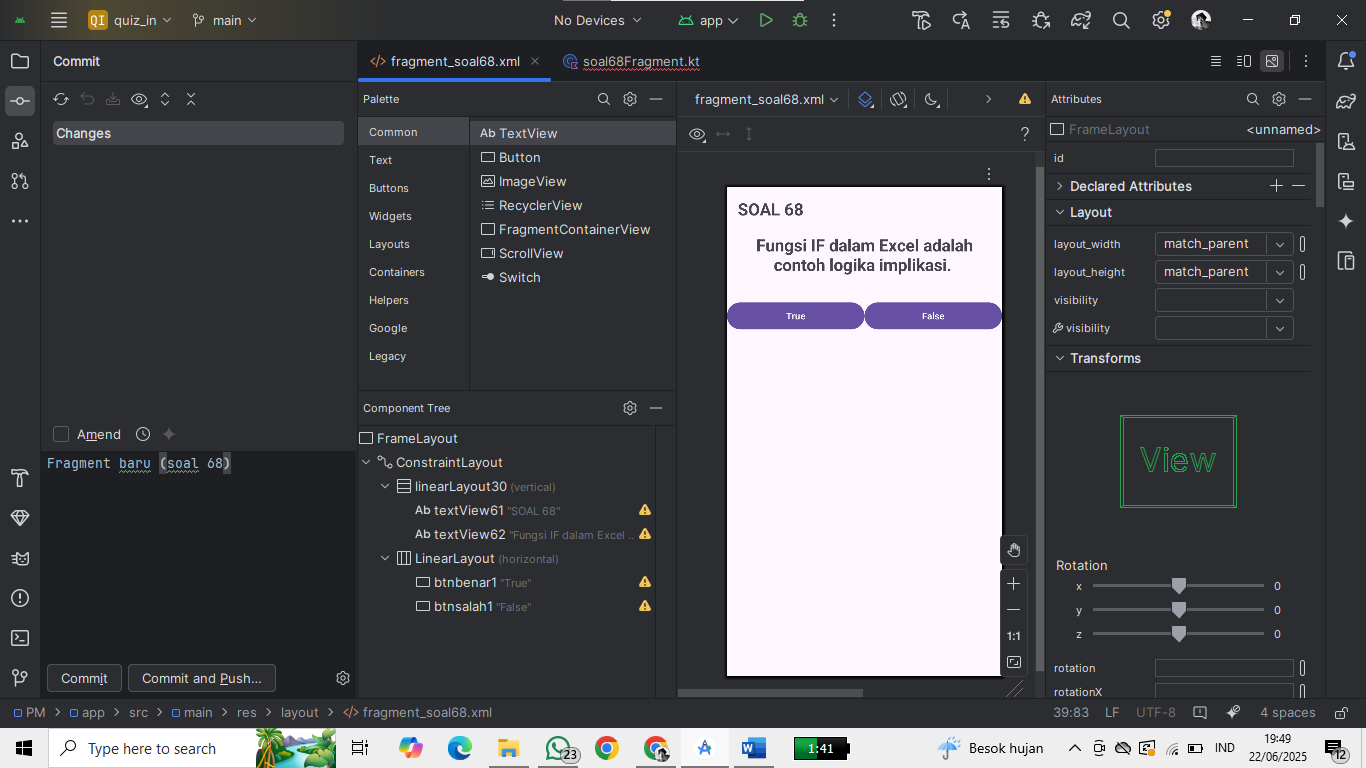 QI quiz_in main No Devices app
Commit
fragment_soal68.xml
soal68Fragment.kt
Changes
Amend
Fragment baru (soal 68)
Commit
Commit and Push...
Palette
Common
Text
Buttons
Widgets
Layouts
Containers
Helpers
Google
Legacy
Ab TextView
Button
ImageView
RecyclerView
FragmentContainerView
ScrollView
Switch
Component Tree
FrameLayout
ConstraintLayout
linearLayout30 (vertical)
Ab textView61 "SOAL 68"
Ab textView62 "Fungsi IF dalam Excel ...
LinearLayout (horizontal)
btnbenar1 "True"
btnsalah1 "False"
fragment_soal68.xml
?
SOAL 68
Fungsi IF dalam Excel adalah
contoh logika implikasi.
True False
1:1
Attributes
FrameLayout <unnamed>
id
Declared Attributes
Layout
layout_width match_parent
layout_height match_parent
visibility
visibility
Transforms
View
Rotation
x 0
y 0
z 0
rotation
rotationX
PM > app > src > main > res > layout > fragment_soal68.xml
39:83 LF UTF-8 4 spaces
Type here to search
23
1:41
Besok hujan
IND
19:49
22/06/2025
12